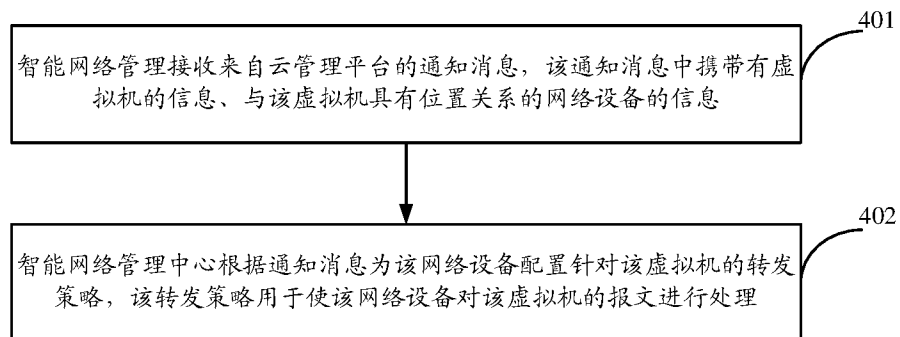 401
智能网络管理接收来自云管理平台的通知消息，该通知消息中携带有虚
拟机的信息、与该虚拟机具有位置关系的网络设备的信息
402
智能网络管理中心根据通知消息为该网络设备配置针对该虚拟机的转发
策略，该转发策略用于使该网络设备对该虚拟机的报文进行处理